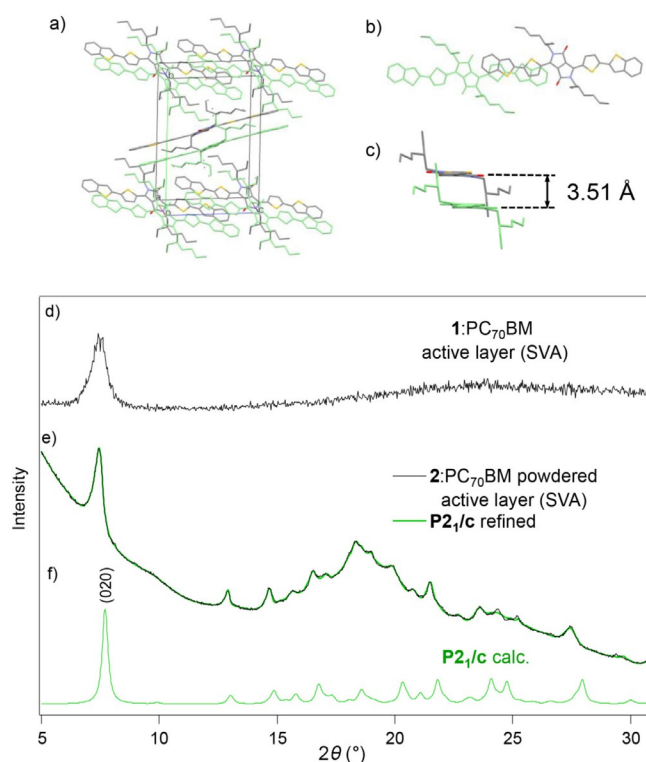 a)
b)
c)
3.51 Å
d)
1:PC₇₀BM
active layer (SVA)
e)
2:PC₇₀BM powdered
active layer (SVA)
P2₁/c refined
Intensity
f)
(020)
P2₁/c calc.
5 10 15 20 25 30
2θ (°)